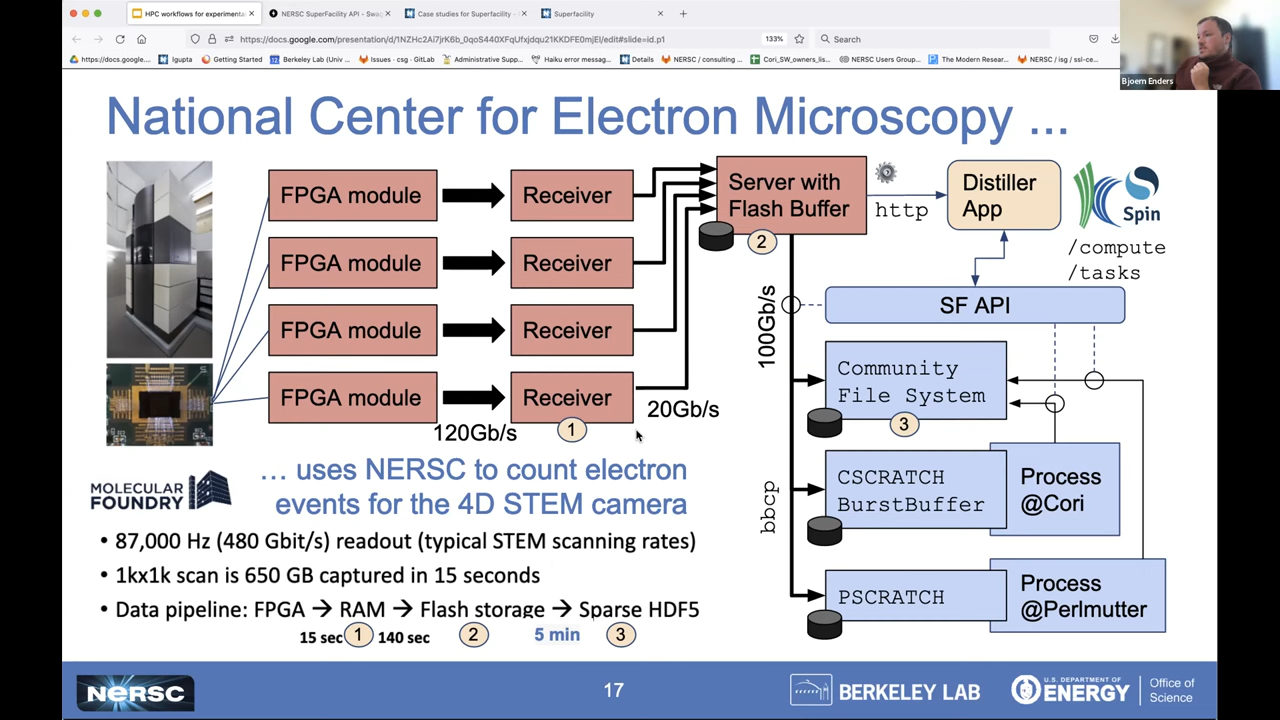 HPC workflows for experimenta
NERSC SuperFacility API - Swag
Case studies for Superfacility -
Superfacility
https://docs.google.com/presentation/d/1NZHc2Al7jrK6b_0qoS440XFqUfxjdqu21KKDFE0mjEI/edit#slide=id.p1
133%
Search
https://docs.google....
lgupta
Getting Started
Berkeley Lab (Univ ...
Issues · csg · GitLab
Administrative Supp...
Haiku error messag...
Details
NERSC / consulting ...
Cori_SW_owners_lis...
NERSC Users Group...
The Modern Resear...
NERSC / isg / ssl-ce...
Bjoern Enders
National Center for Electron Microscopy ...
FPGA module
Receiver
FPGA module
Receiver
FPGA module
Receiver
FPGA module
Receiver
1
120Gb/s
20Gb/s
Server with
Flash Buffer
2
http
Distiller
App
Spin
/compute
/tasks
SF API
100Gb/s
bbcp
Community
File System
3
CSCRATCH
BurstBuffer
Process
@Cori
PSCRATCH
Process
@Perlmutter
MOLECULAR
FOUNDRY
... uses NERSC to count electron
events for the 4D STEM camera
• 87,000 Hz (480 Gbit/s) readout (typical STEM scanning rates)
• 1kx1k scan is 650 GB captured in 15 seconds
• Data pipeline: FPGA → RAM → Flash storage → Sparse HDF5
15 sec 1 140 sec 2 5 min 3
NERSC
17
BERKELEY LAB
U.S. DEPARTMENT OF
ENERGY
Office of
Science